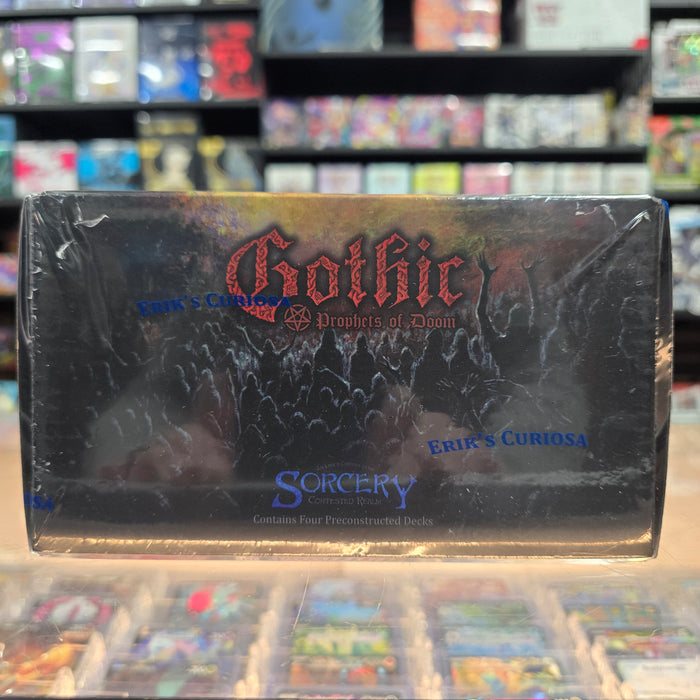 Gothic
Erik's Curiosa
Prophets of Doom
Erik's Curiosa
Sorcery
Contested Realm
Contains Four Preconstructed Decks